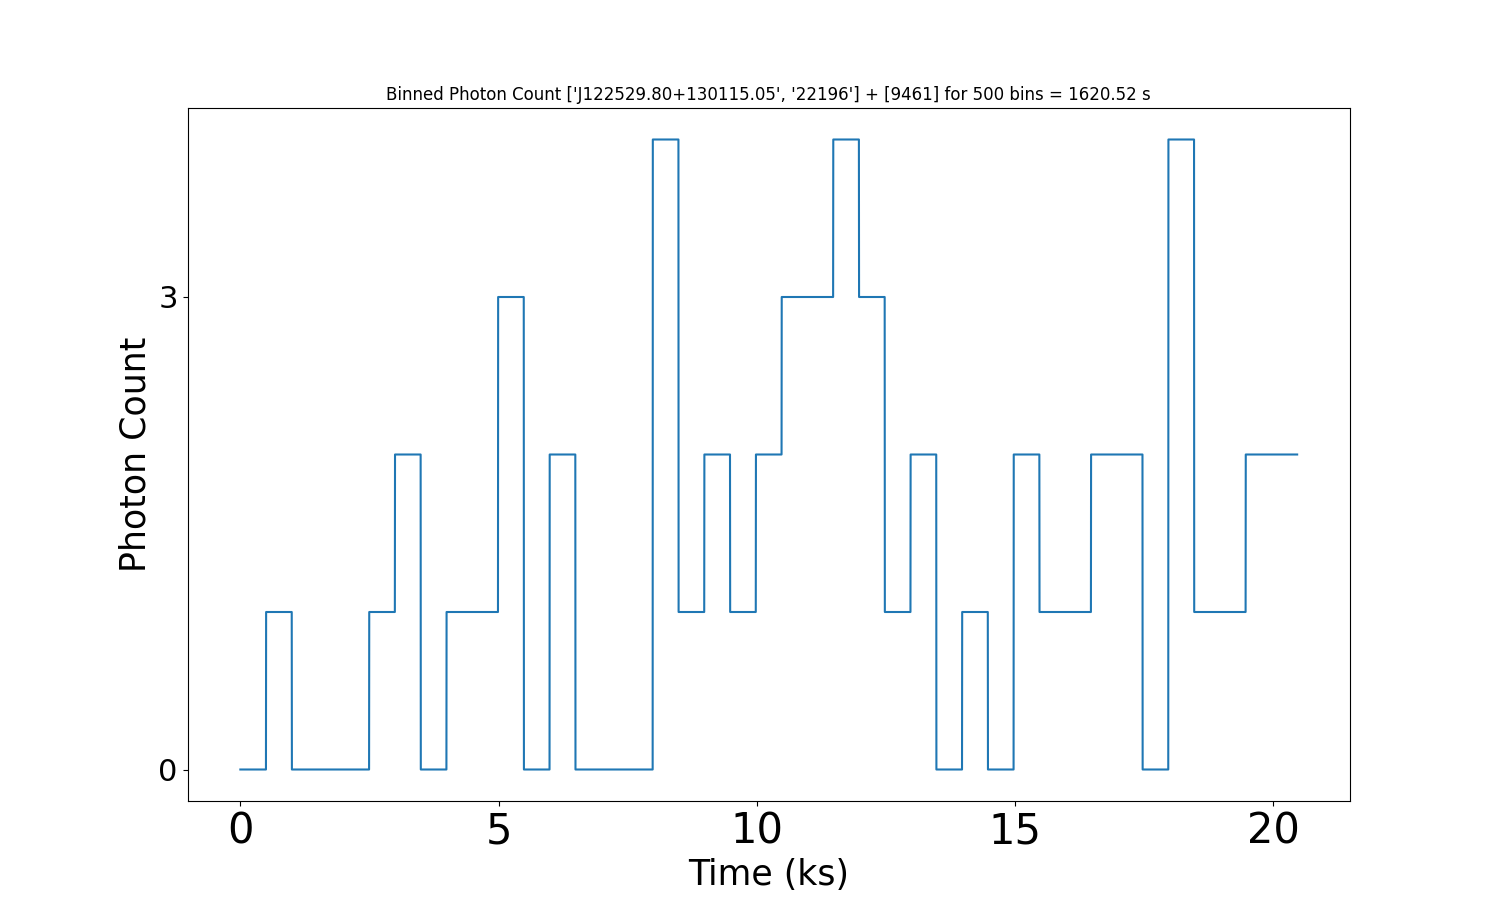 Binned Photon Count ['J122529.80+130115.05', '22196'] + [9461] for 500 bins = 1620.52 s
3
0
Photon Count
0 5 10 15 20
Time (ks)